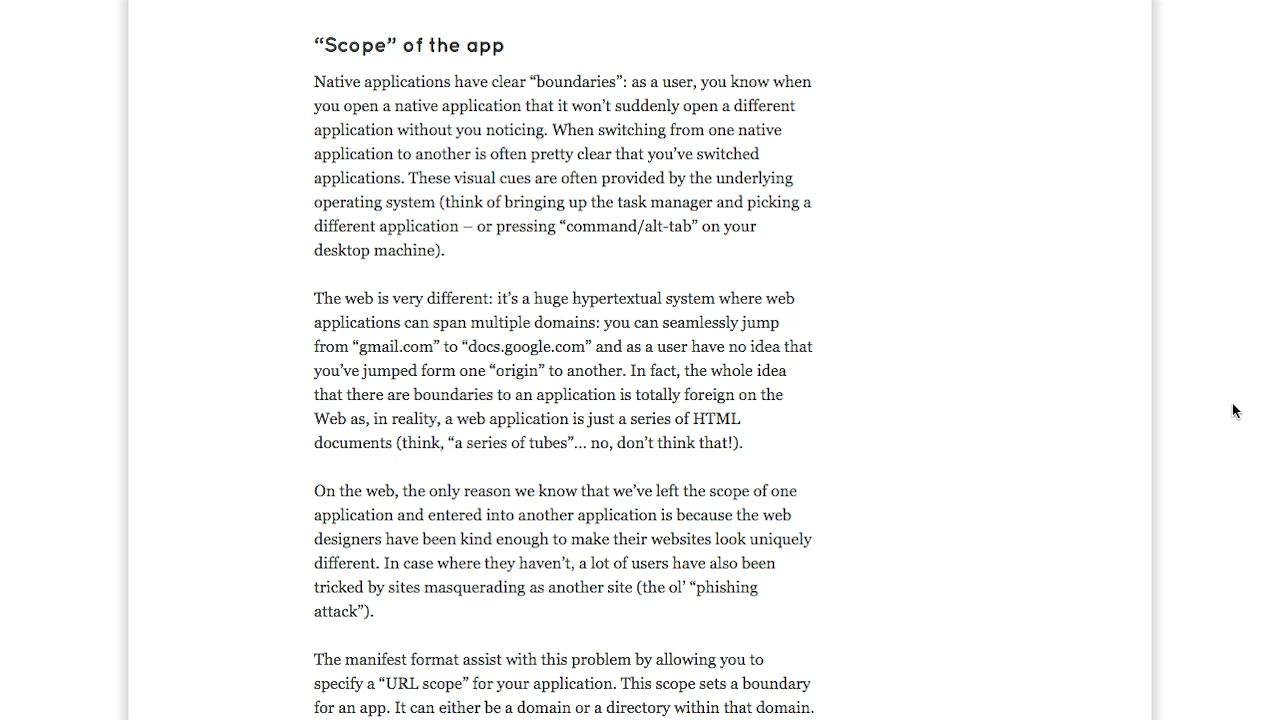 “Scope” of the app
Native applications have clear “boundaries”: as a user, you know when
you open a native application that it won’t suddenly open a different
application without you noticing. When switching from one native
application to another is often pretty clear that you’ve switched
applications. These visual cues are often provided by the underlying
operating system (think of bringing up the task manager and picking a
different application – or pressing “command/alt-tab” on your
desktop machine).
The web is very different: it’s a huge hypertextual system where web
applications can span multiple domains: you can seamlessly jump
from “gmail.com” to “docs.google.com” and as a user have no idea that
you’ve jumped form one “origin” to another. In fact, the whole idea
that there are boundaries to an application is totally foreign on the
Web as, in reality, a web application is just a series of HTML
documents (think, “a series of tubes”... no, don’t think that!).
On the web, the only reason we know that we’ve left the scope of one
application and entered into another application is because the web
designers have been kind enough to make their websites look uniquely
different. In case where they haven’t, a lot of users have also been
tricked by sites masquerading as another site (the ol’ “phishing
attack”).
The manifest format assist with this problem by allowing you to
specify a “URL scope” for your application. This scope sets a boundary
for an app. It can either be a domain or a directory within that domain.